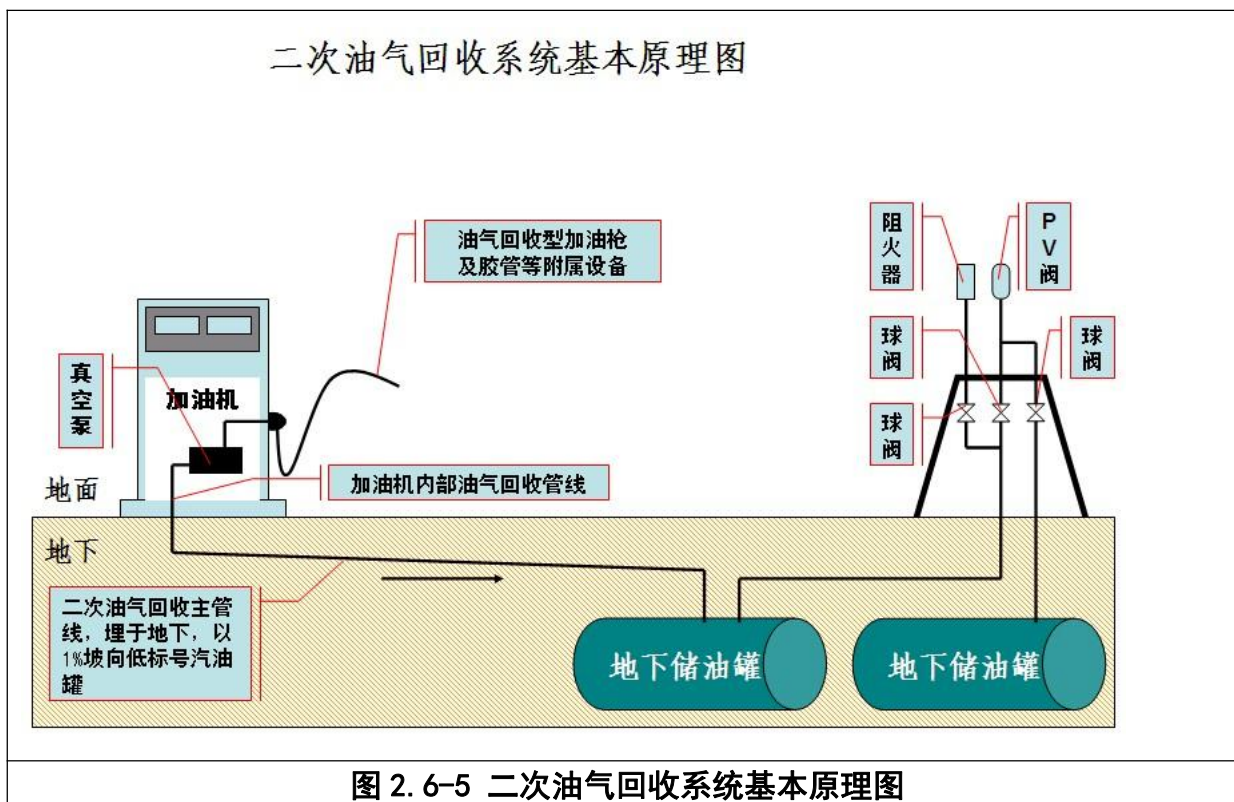 二次油气回收系统基本原理图
油气回收型加油枪
及胶管等附属设备
阻
火
器
P
V
阀
球
阀
球
阀
真
空
泵
加油机
球
阀
地面
加油机内部油气回收管线
地下
二次油气回收主管
线，埋于地下，以
1%坡向低标号汽油
罐
地下储油罐
地下储油罐
图 2.6-5 二次油气回收系统基本原理图